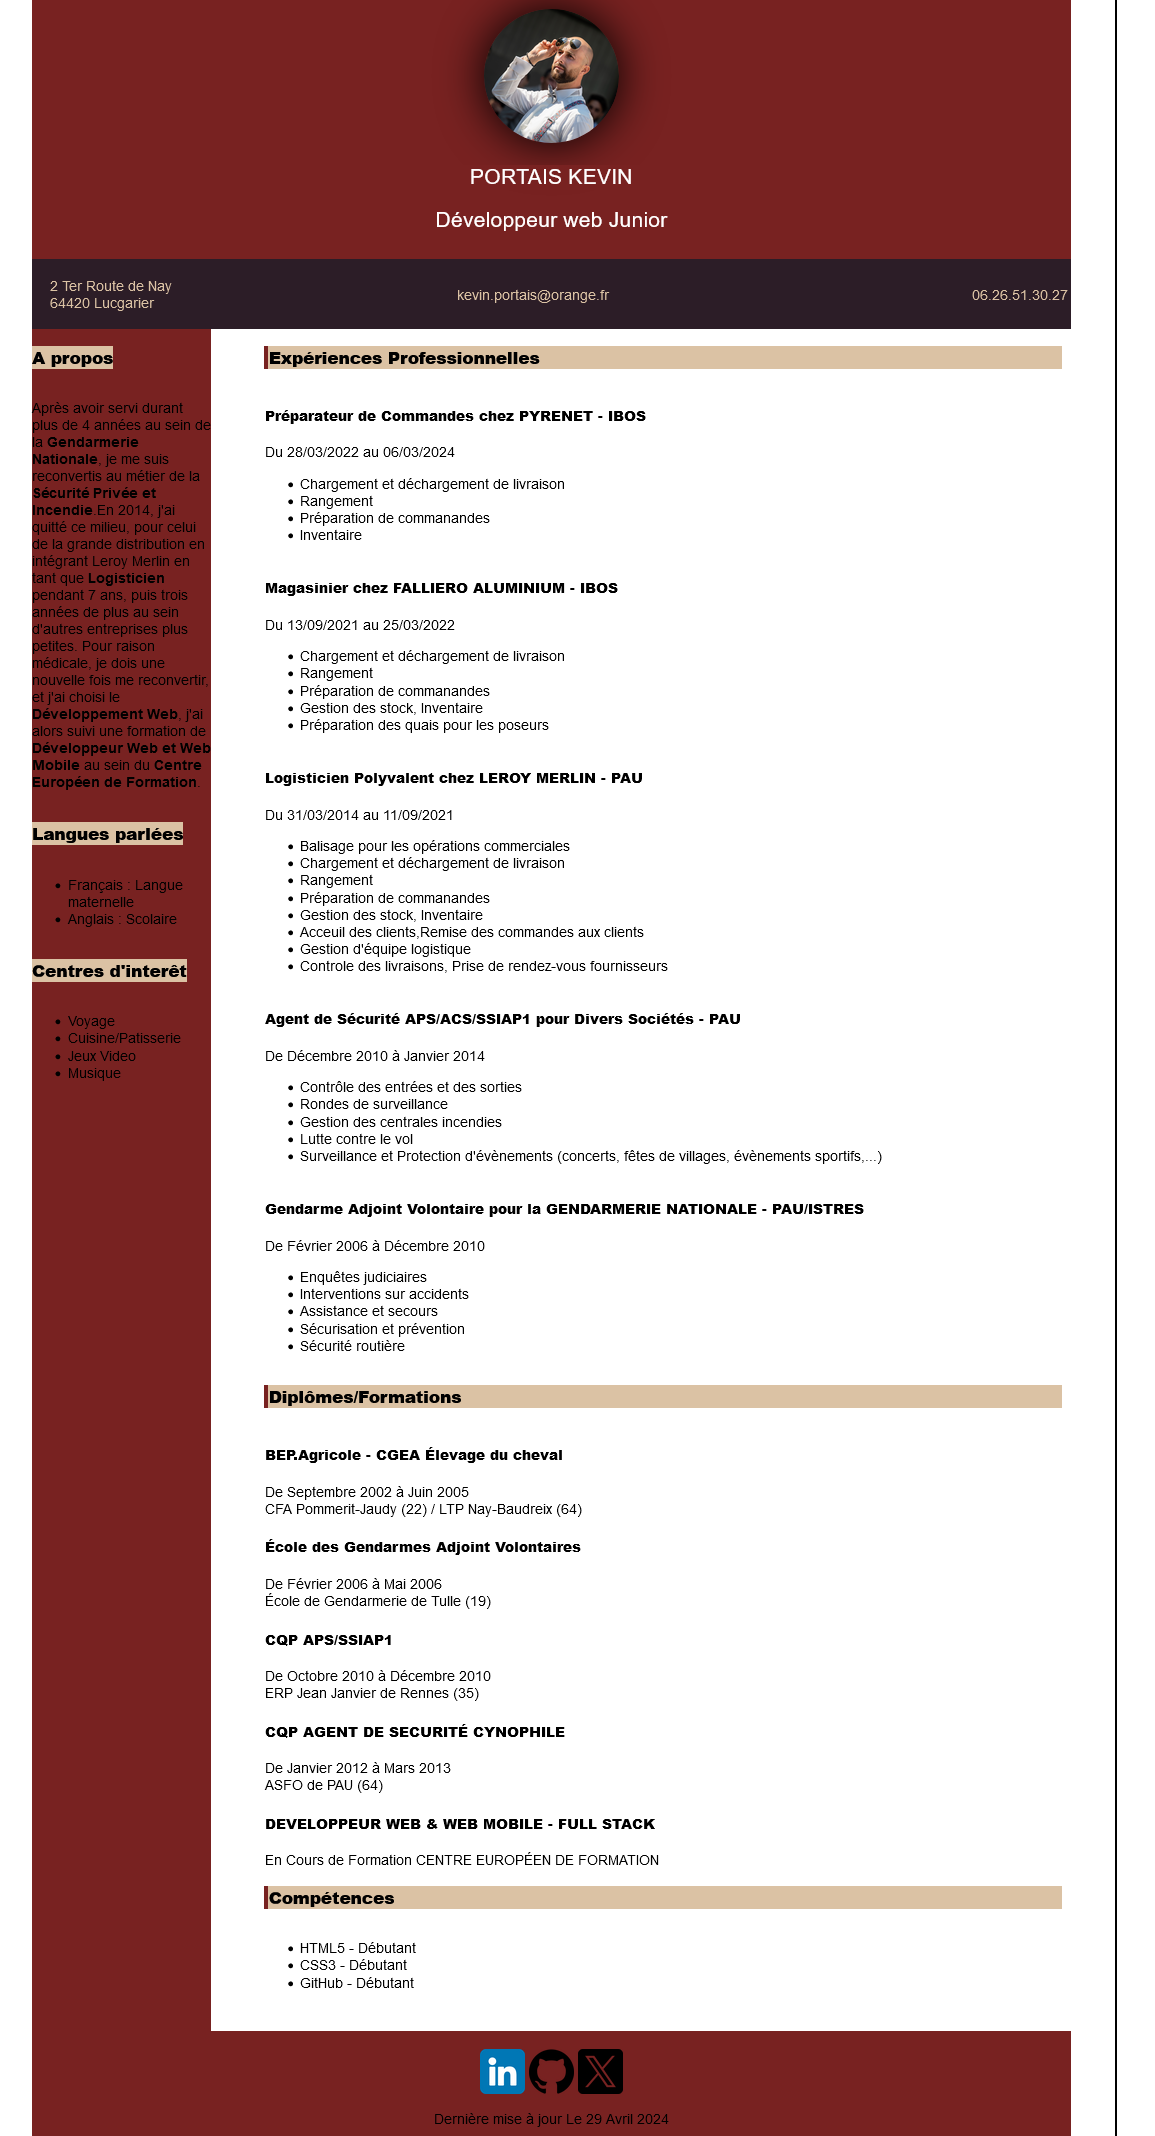 PORTAIS KEVIN
Développeur web Junior
2 Ter Route de Nay
64420 Lucgarier
kevin.portais@orange.fr
06.26.51.30.27
A propos
Après avoir servi durant
plus de 4 années au sein de
la Gendarmerie
Nationale, je me suis
reconvertis au métier de la
Sécurité Privée et
Incendie.En 2014, j'ai
quitté ce milieu, pour celui
de la grande distribution en
intégrant Leroy Merlin en
tant que Logisticien
pendant 7 ans, puis trois
années de plus au sein
d'autres entreprises plus
petites. Pour raison
médicale, je dois une
nouvelle fois me reconvertir,
et j'ai choisi le
Développement Web, j'ai
alors suivi une formation de
Développeur Web et Web
Mobile au sein du Centre
Européen de Formation.
Langues parlées
Français : Langue
maternelle
Anglais : Scolaire
Centres d'interêt
Voyage
Cuisine/Patisserie
Jeux Video
Musique
Expériences Professionnelles
Préparateur de Commandes chez PYRENET - IBOS
Du 28/03/2022 au 06/03/2024
Chargement et déchargement de livraison
Rangement
Préparation de commanandes
Inventaire
Magasinier chez FALLIERO ALUMINIUM - IBOS
Du 13/09/2021 au 25/03/2022
Chargement et déchargement de livraison
Rangement
Préparation de commanandes
Gestion des stock, Inventaire
Préparation des quais pour les poseurs
Logisticien Polyvalent chez LEROY MERLIN - PAU
Du 31/03/2014 au 11/09/2021
Balisage pour les opérations commerciales
Chargement et déchargement de livraison
Rangement
Préparation de commanandes
Gestion des stock, Inventaire
Acceuil des clients,Remise des commandes aux clients
Gestion d'équipe logistique
Controle des livraisons, Prise de rendez-vous fournisseurs
Agent de Sécurité APS/ACS/SSIAP1 pour Divers Sociétés - PAU
De Décembre 2010 à Janvier 2014
Contrôle des entrées et des sorties
Rondes de surveillance
Gestion des centrales incendies
Lutte contre le vol
Surveillance et Protection d'évènements (concerts, fêtes de villages, évènements sportifs,...)
Gendarme Adjoint Volontaire pour la GENDARMERIE NATIONALE - PAU/ISTRES
De Février 2006 à Décembre 2010
Enquêtes judiciaires
Interventions sur accidents
Assistance et secours
Sécurisation et prévention
Sécurité routière
Diplômes/Formations
BEP.Agricole - CGEA Élevage du cheval
De Septembre 2002 à Juin 2005
CFA Pommerit-Jaudy (22) / LTP Nay-Baudreix (64)
École des Gendarmes Adjoint Volontaires
De Février 2006 à Mai 2006
École de Gendarmerie de Tulle (19)
CQP APS/SSIAP1
De Octobre 2010 à Décembre 2010
ERP Jean Janvier de Rennes (35)
CQP AGENT DE SECURITÉ CYNOPHILE
De Janvier 2012 à Mars 2013
ASFO de PAU (64)
DEVELOPPEUR WEB & WEB MOBILE - FULL STACK
En Cours de Formation CENTRE EUROPÉEN DE FORMATION
Compétences
HTML5 - Débutant
CSS3 - Débutant
GitHub - Débutant
in
X
Dernière mise à jour Le 29 Avril 2024